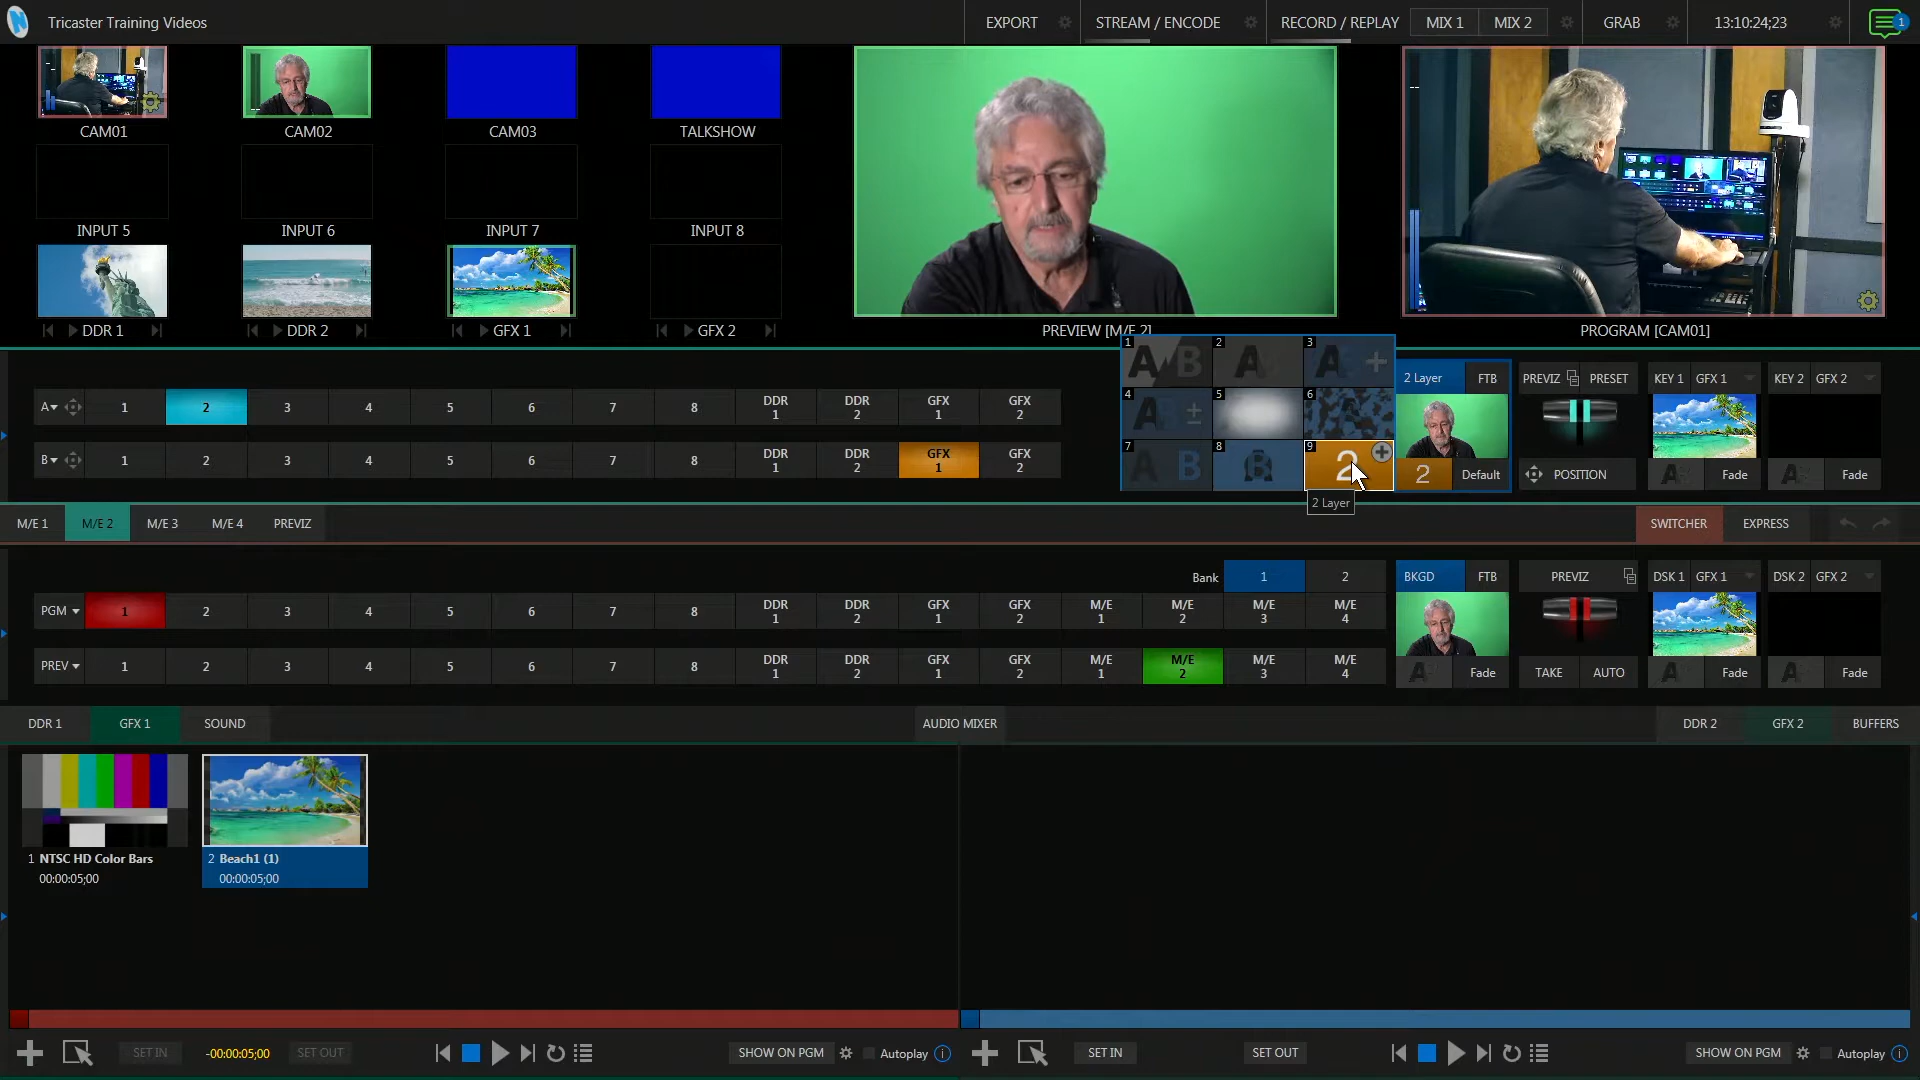 Tricaster Training Videos
EXPORT
STREAM / ENCODE
RECORD / REPLAY
MIX 1
MIX 2
GRAB
13:10:24;23
1
CAM01
CAM02
CAM03
TALKSHOW
INPUT 5
INPUT 6
INPUT 7
INPUT 8
DDR 1
DDR 2
GFX 1
GFX 2
PREVIEW [M/E 2]
PROGRAM [CAM01]
1 A B
2 A
3 A +
4 A ±
5
6
7 A B
8 B
9 2
2 Layer
2 Layer
FTB
2
Default
PREVIZ
PRESET
POSITION
KEY 1
GFX 1
A
Fade
KEY 2
GFX 2
A
Fade
A 1 2 3 4 5 6 7 8 DDR 1 DDR 2 GFX 1 GFX 2
B 1 2 3 4 5 6 7 8 DDR 1 DDR 2 GFX 1 GFX 2
M/E 1
M/E 2
M/E 3
M/E 4
PREVIZ
SWITCHER
EXPRESS
Bank 1 2
BKGD
FTB
A
Fade
PREVIZ
TAKE
AUTO
DSK 1
GFX 1
A
Fade
DSK 2
GFX 2
A
Fade
PGM 1 2 3 4 5 6 7 8 DDR 1 DDR 2 GFX 1 GFX 2 M/E 1 M/E 2 M/E 3 M/E 4
PREV 1 2 3 4 5 6 7 8 DDR 1 DDR 2 GFX 1 GFX 2 M/E 1 M/E 2 M/E 3 M/E 4
DDR 1
GFX 1
SOUND
AUDIO MIXER
DDR 2
GFX 2
BUFFERS
1 NTSC HD Color Bars
00:00:05;00
2 Beach1 (1)
00:00:05;00
SET IN
-00:00:05;00
SET OUT
SHOW ON PGM
Autoplay
SET IN
SET OUT
SHOW ON PGM
Autoplay